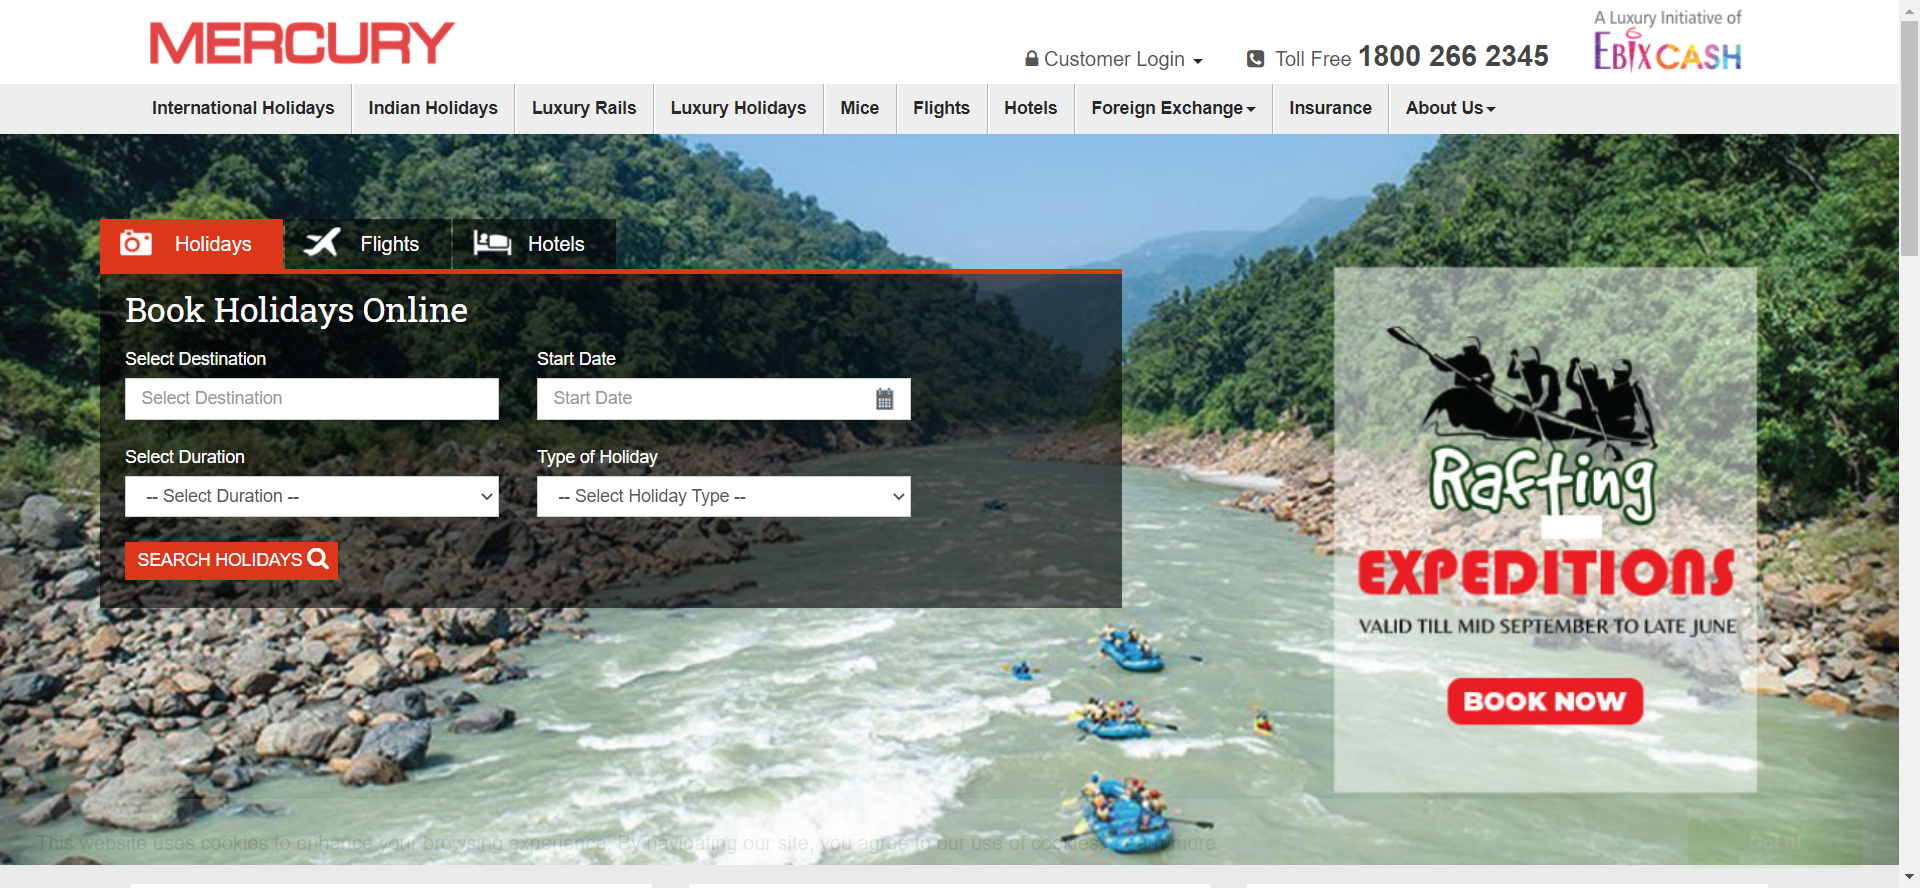 MERCURY
Customer Login
Toll Free 1800 266 2345
A Luxury Initiative of
EBIXCASH
International Holidays
Indian Holidays
Luxury Rails
Luxury Holidays
Mice
Flights
Hotels
Foreign Exchange
Insurance
About Us
Holidays
Flights
Hotels
Book Holidays Online
Select Destination
Start Date
Select Destination
Start Date
Select Duration
Type of Holiday
-- Select Duration --
-- Select Holiday Type --
SEARCH HOLIDAYS
Rafting
EXPEDITIONS
VALID TILL MID SEPTEMBER TO LATE JUNE
BOOK NOW
This website uses cookies to enhance your browsing experience. By navigating our site, you agree to our use of cookies. Learn more
Got it!